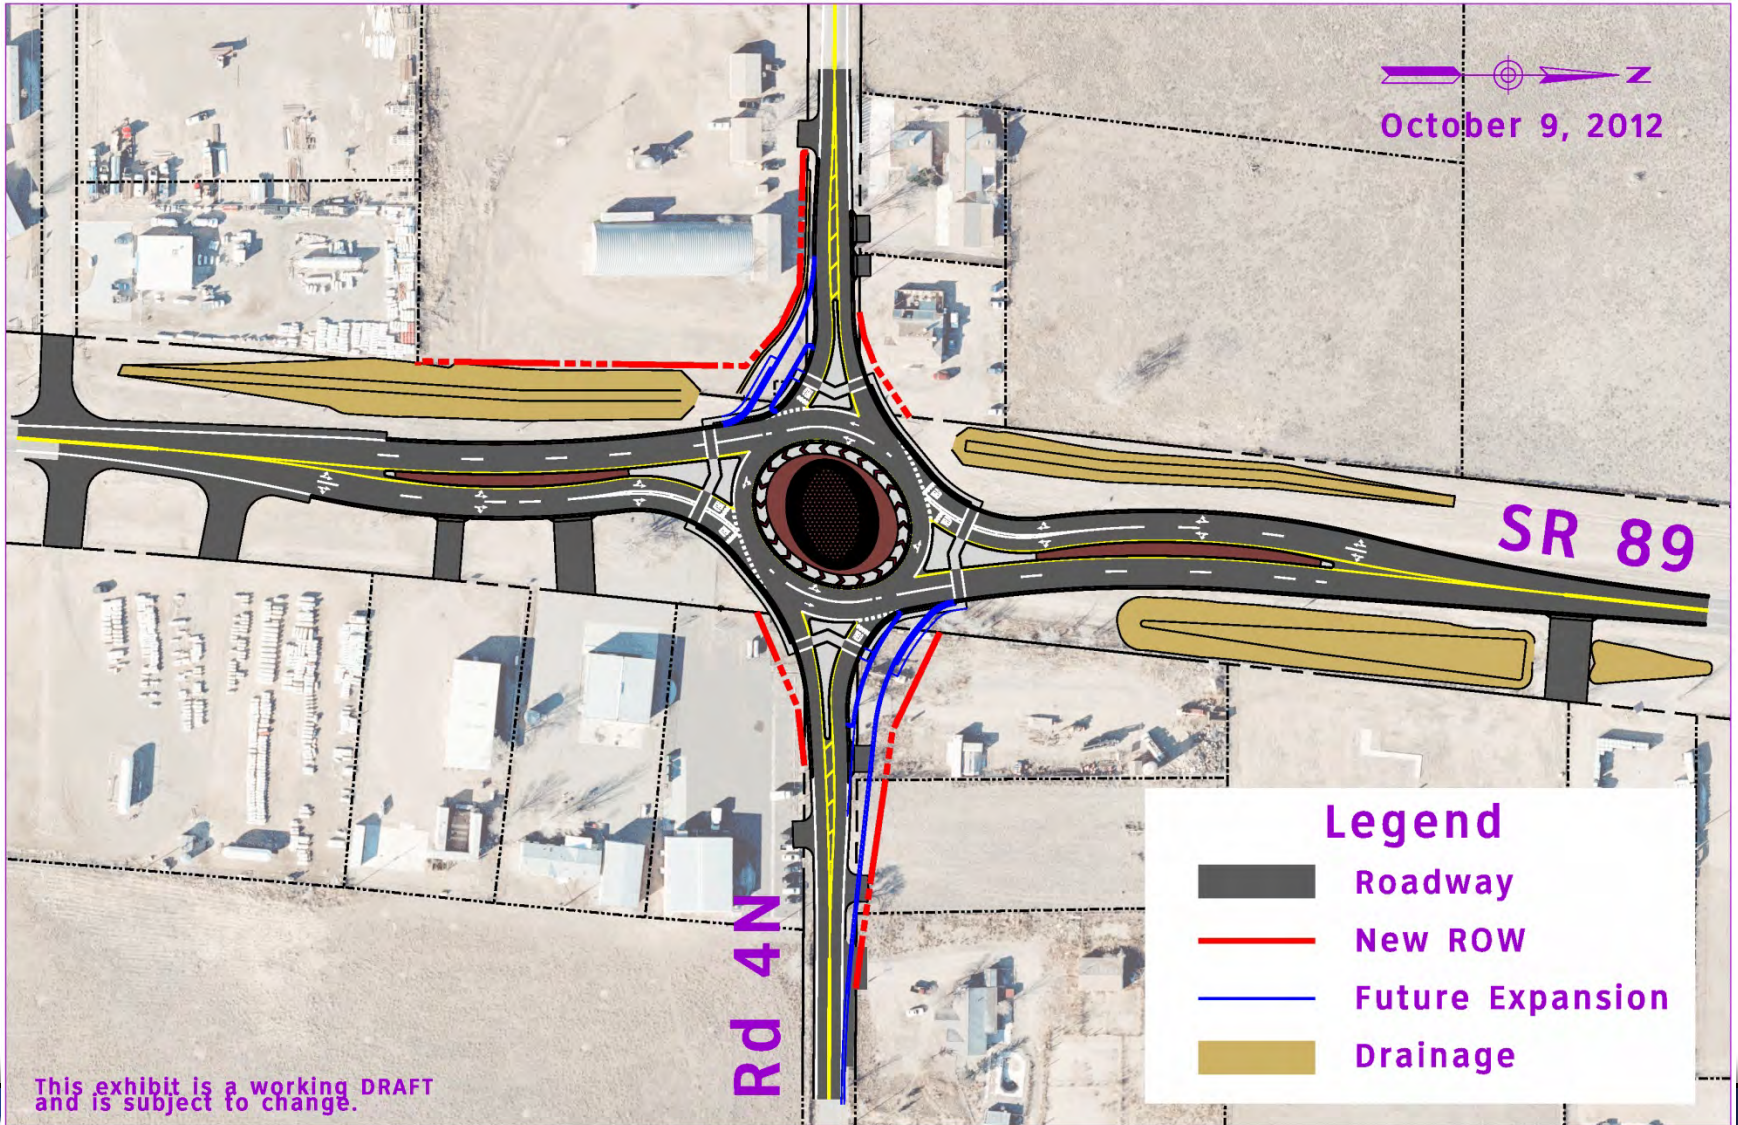 N
October 9, 2012
SR 89
Rd 4N
Legend
Roadway
New ROW
Future Expansion
Drainage
This exhibit is a working DRAFT
and is subject to change.